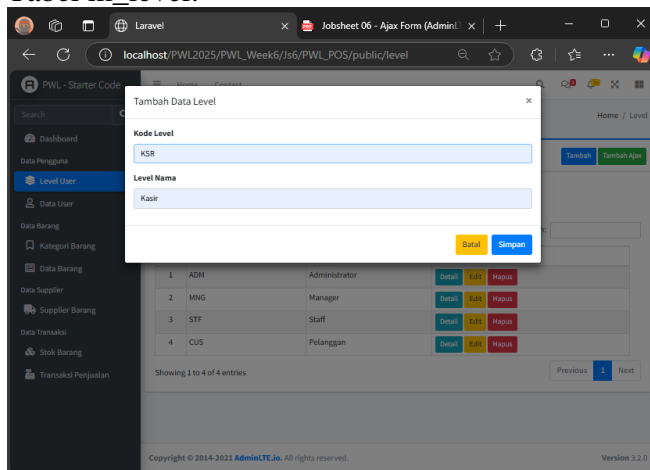 Laravel
Jobsheet 06 - Ajax Form (AdminL
localhost/PWL2025/PWL_Week6/Js6/PWL_POS/public/level
PWL - Starter Code
Home Contact
Tambah Data Level ×
Search
Home / Level
Kode Level
Dashboard
KSR
Data Pengguna
Tambah Tambah Ajax
Level User
Level Nama
Data User
Kasir
Data Barang
Kategori Barang
Batal Simpan
Data Barang
1 ADM Administrator Detail Edit Hapus
Data Supplier
2 MNG Manager Detail Edit Hapus
Supplier Barang
3 STF Staff Detail Edit Hapus
Data Transaksi
4 CUS Pelanggan Detail Edit Hapus
Stok Barang
Transaksi Penjualan
Showing 1 to 4 of 4 entries
Previous 1 Next
Copyright © 2014-2021 AdminLTE.io. All rights reserved.
Version 3.2.0